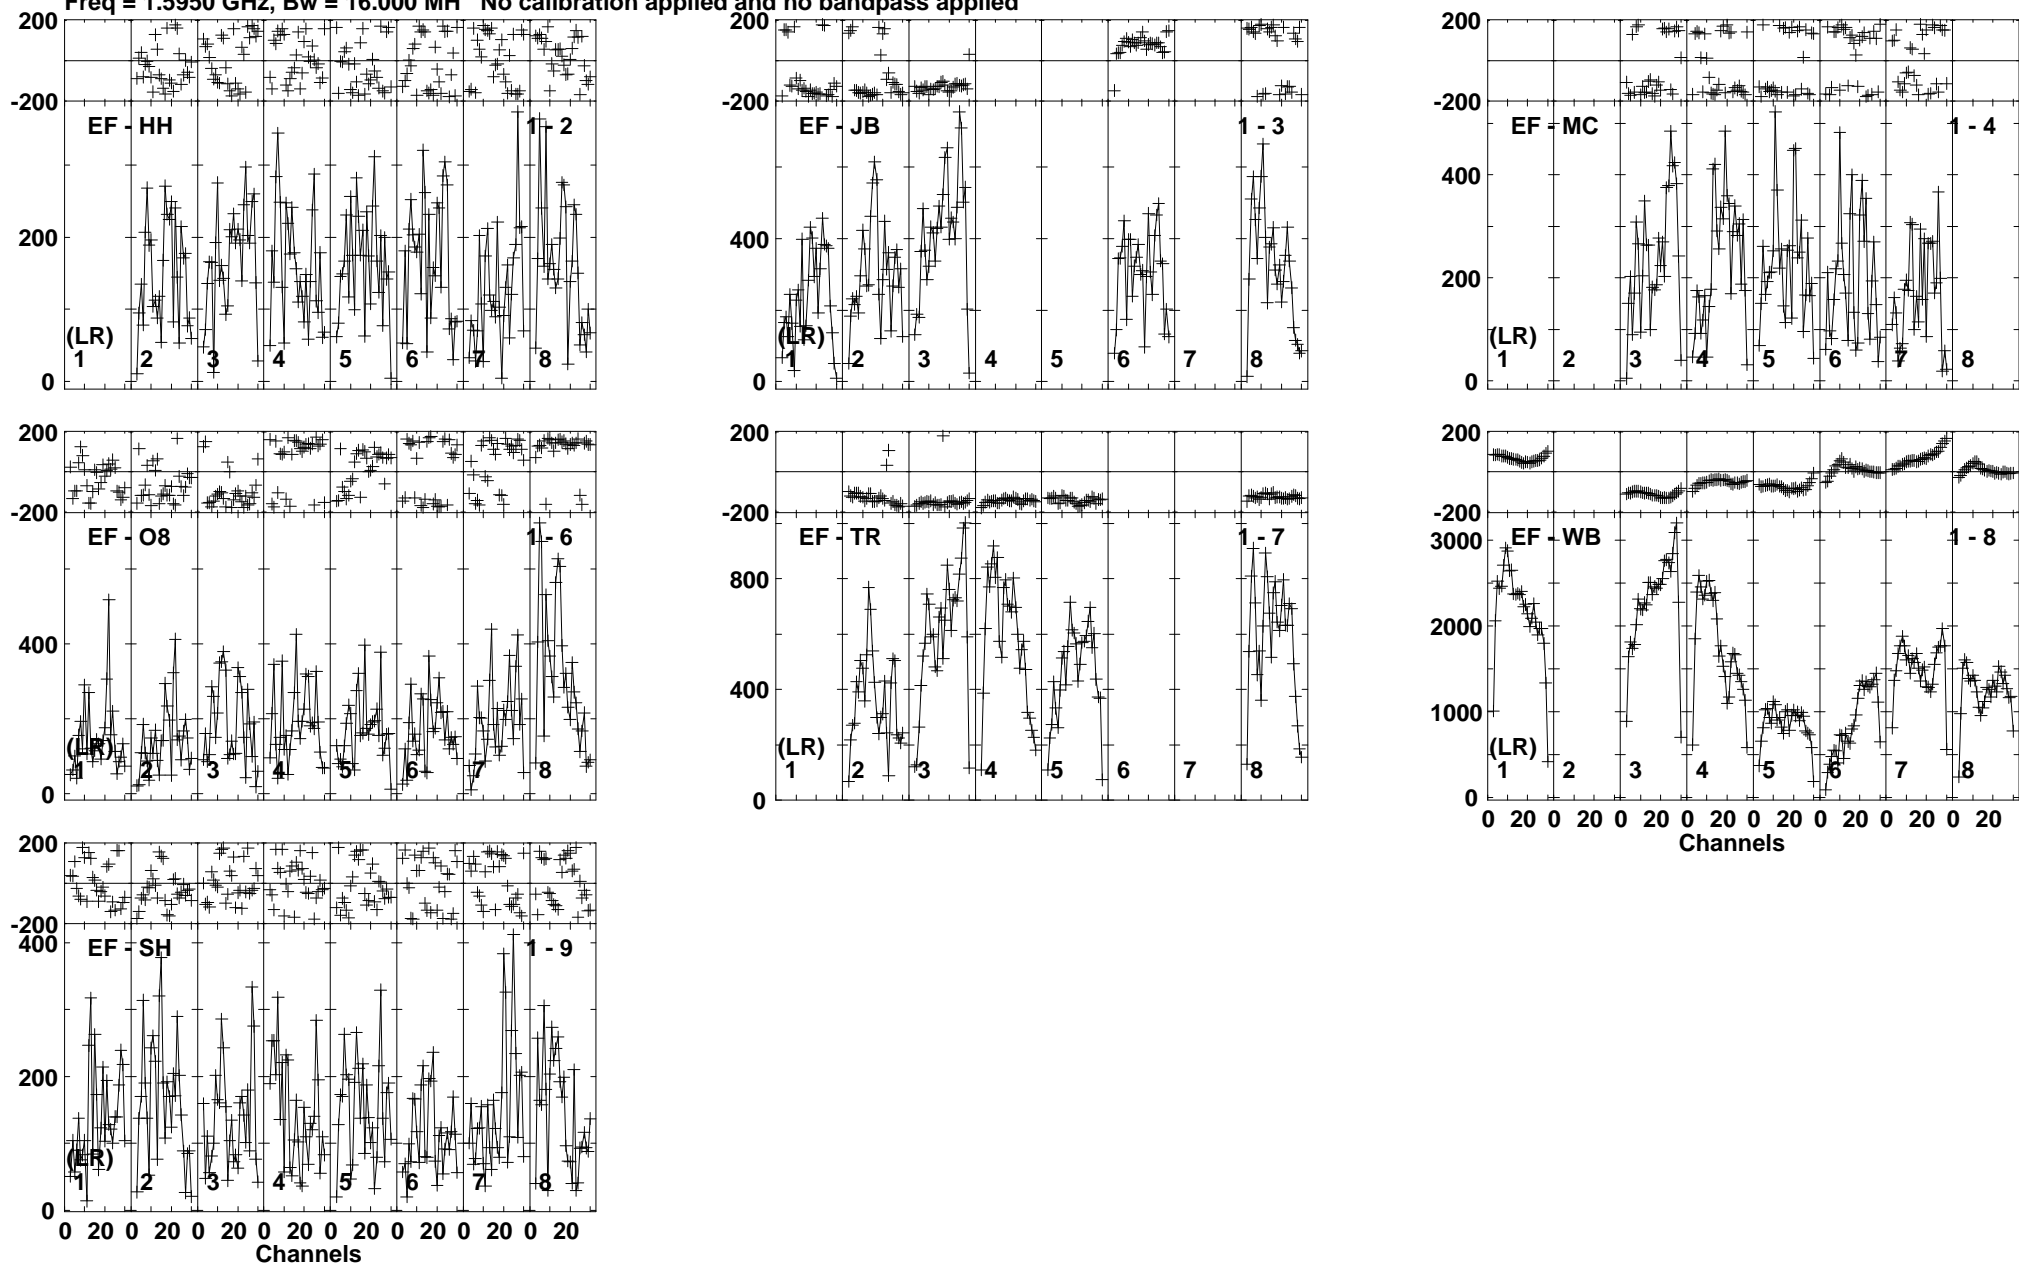 Freq = 1.5950 GHz, Bw = 16.000 MH No calibration applied and no bandpass applied
200
-200
EF - HH 1 - 2
200
(LR)
1 2 3 4 5 6 7 8
0
200
-200
EF - JB 1 - 3
400
(LR)
1 2 3 4 5 6 7 8
0
200
-200
EF - MC 1 - 4
400
200
(LR)
1 2 3 4 5 6 7 8
0
200
-200
EF - O8 1 - 6
400
(LR)
1 2 3 4 5 6 7 8
0
200
-200
EF - TR 1 - 7
800
400
(LR)
1 2 3 4 5 6 7 8
0
200
-200
EF - WB 1 - 8
3000
2000
1000
(LR)
1 2 3 4 5 6 7 8
0
0 20 0 20 0 20 0 20 0 20 0 20 0 20 0 20
Channels
200
-200
EF - SH 1 - 9
400
200
(LR)
1 2 3 4 5 6 7 8
0
0 20 0 20 0 20 0 20 0 20 0 20 0 20 0 20
Channels